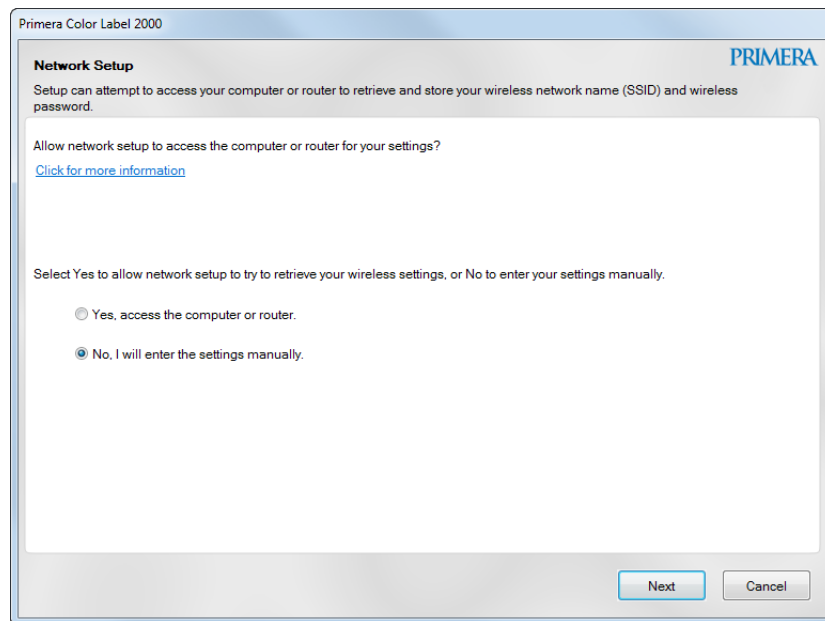 Primera Color Label 2000
PRIMERA
Network Setup
Setup can attempt to access your computer or router to retrieve and store your wireless network name (SSID) and wireless
password.
Allow network setup to access the computer or router for your settings?
Click for more information
Select Yes to allow network setup to try to retrieve your wireless settings, or No to enter your settings manually.
Yes, access the computer or router.
No, I will enter the settings manually.
Next Cancel